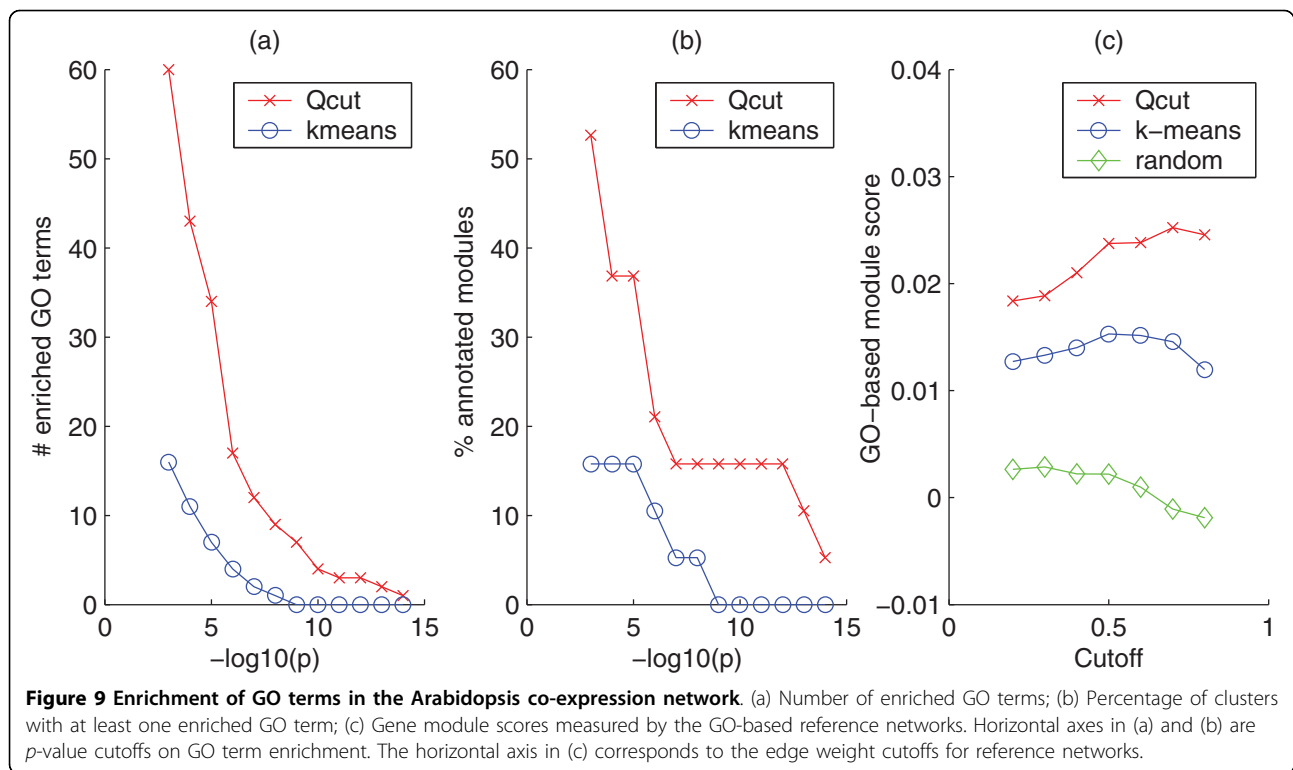 (a)
60
50
40
30
20
10
0
# enriched GO terms
Qcut
kmeans
0
5
10
15
−log10(p)
(b)
60
50
40
30
20
10
0
% annotated modules
Qcut
kmeans
0
5
10
15
−log10(p)
(c)
0.04
0.03
0.02
0.01
0
−0.01
GO−based module score
Qcut
k−means
random
0
0.5
1
Cutoff
Figure 9 Enrichment of GO terms in the Arabidopsis co-expression network. (a) Number of enriched GO terms; (b) Percentage of clusters
with at least one enriched GO term; (c) Gene module scores measured by the GO-based reference networks. Horizontal axes in (a) and (b) are
p-value cutoffs on GO term enrichment. The horizontal axis in (c) corresponds to the edge weight cutoffs for reference networks.